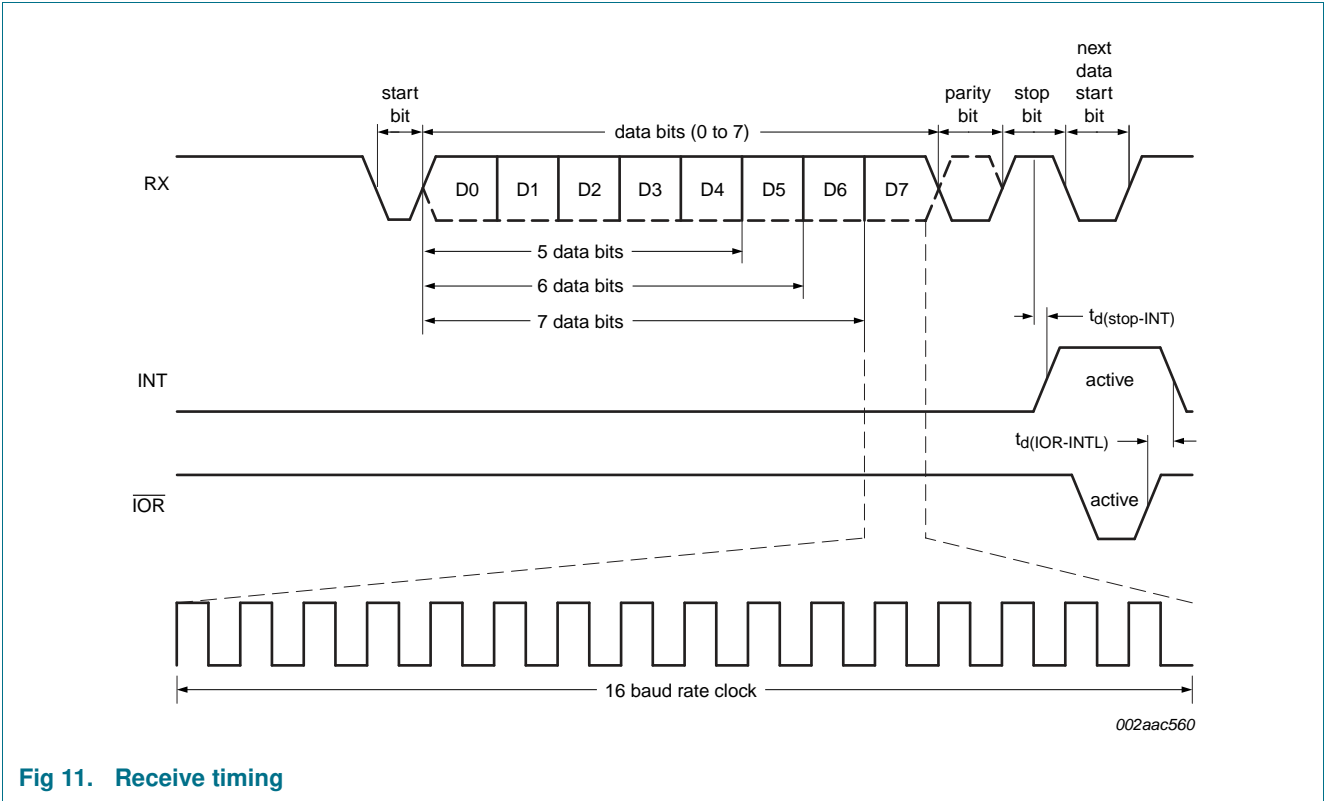 start
bit
data bits (0 to 7)
parity
bit
stop
bit
next
data
start
bit
RX
D0 D1 D2 D3 D4 D5 D6 D7
5 data bits
6 data bits
7 data bits
td(stop-INT)
INT
active
td(IOR-INTL)
IOR
active
16 baud rate clock
002aac560
Fig 11. Receive timing